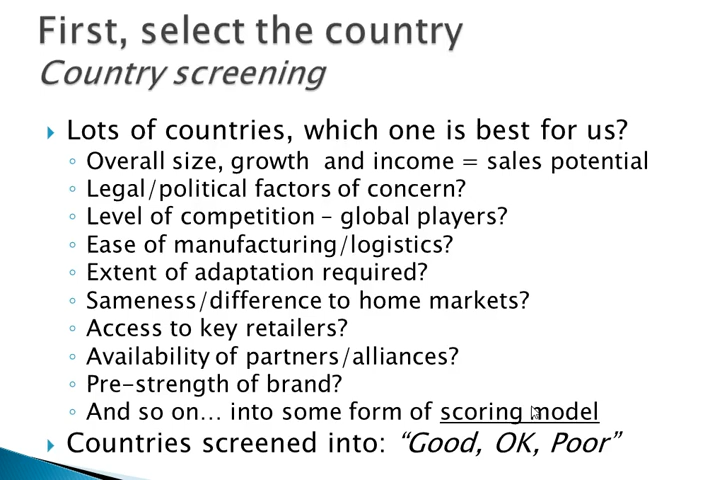 First, select the country
Country screening
Lots of countries, which one is best for us?
Overall size, growth and income = sales potential
Legal/political factors of concern?
Level of competition – global players?
Ease of manufacturing/logistics?
Extent of adaptation required?
Sameness/difference to home markets?
Access to key retailers?
Availability of partners/alliances?
Pre-strength of brand?
And so on… into some form of scoring model
Countries screened into: “Good, OK, Poor”